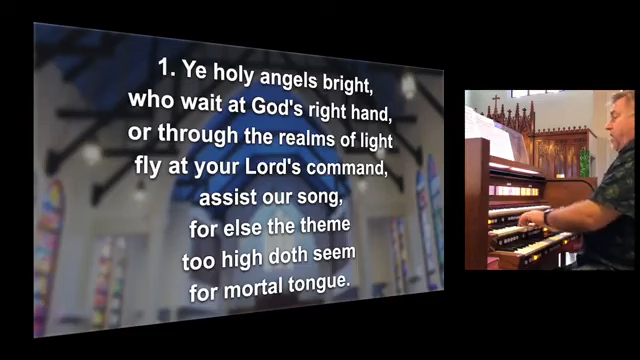 1. Ye holy angels bright,
who wait at God's right hand,
or through the realms of light
fly at your Lord's command,
assist our song,
for else the theme
too high doth seem
for mortal tongue.